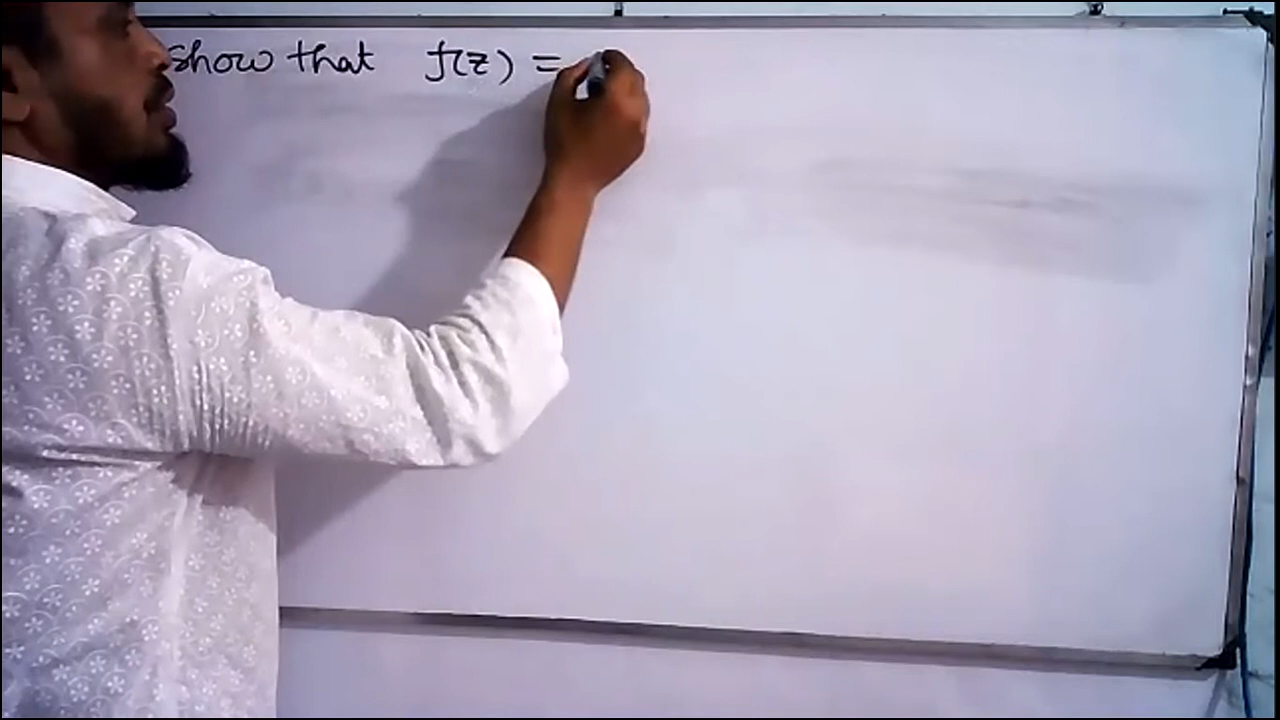 show that f(z) =